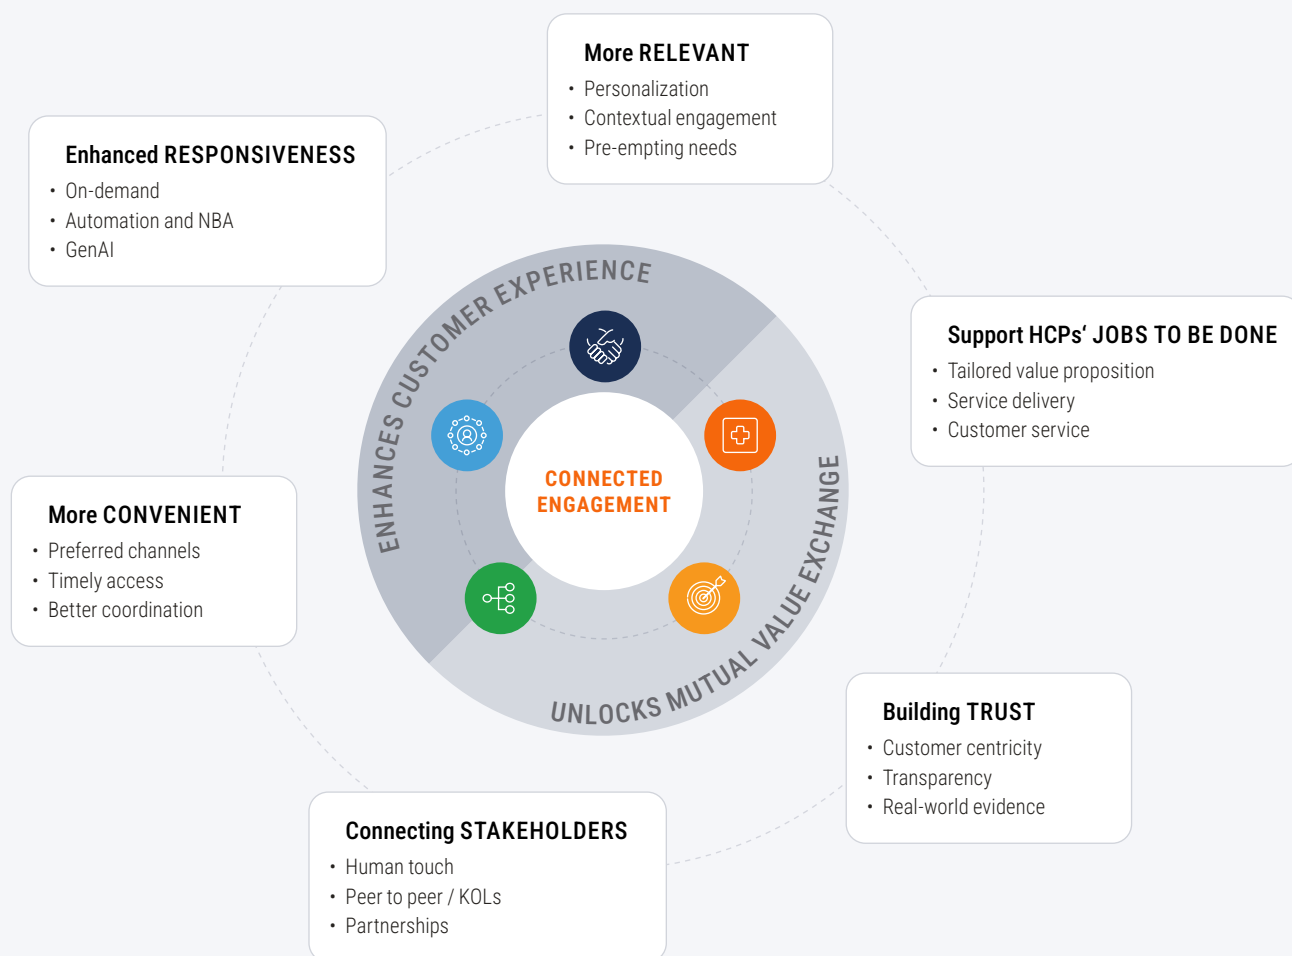 More RELEVANT
• Personalization
• Contextual engagement
• Pre-empting needs
Enhanced RESPONSIVENESS
• On-demand
• Automation and NBA
• GenAI
Support HCPs‘ JOBS TO BE DONE
• Tailored value proposition
• Service delivery
• Customer service
ENHANCES CUSTOMER EXPERIENCE
CONNECTED
ENGAGEMENT
UNLOCKS MUTUAL VALUE EXCHANGE
More CONVENIENT
• Preferred channels
• Timely access
• Better coordination
Building TRUST
• Customer centricity
• Transparency
• Real-world evidence
Connecting STAKEHOLDERS
• Human touch
• Peer to peer / KOLs
• Partnerships